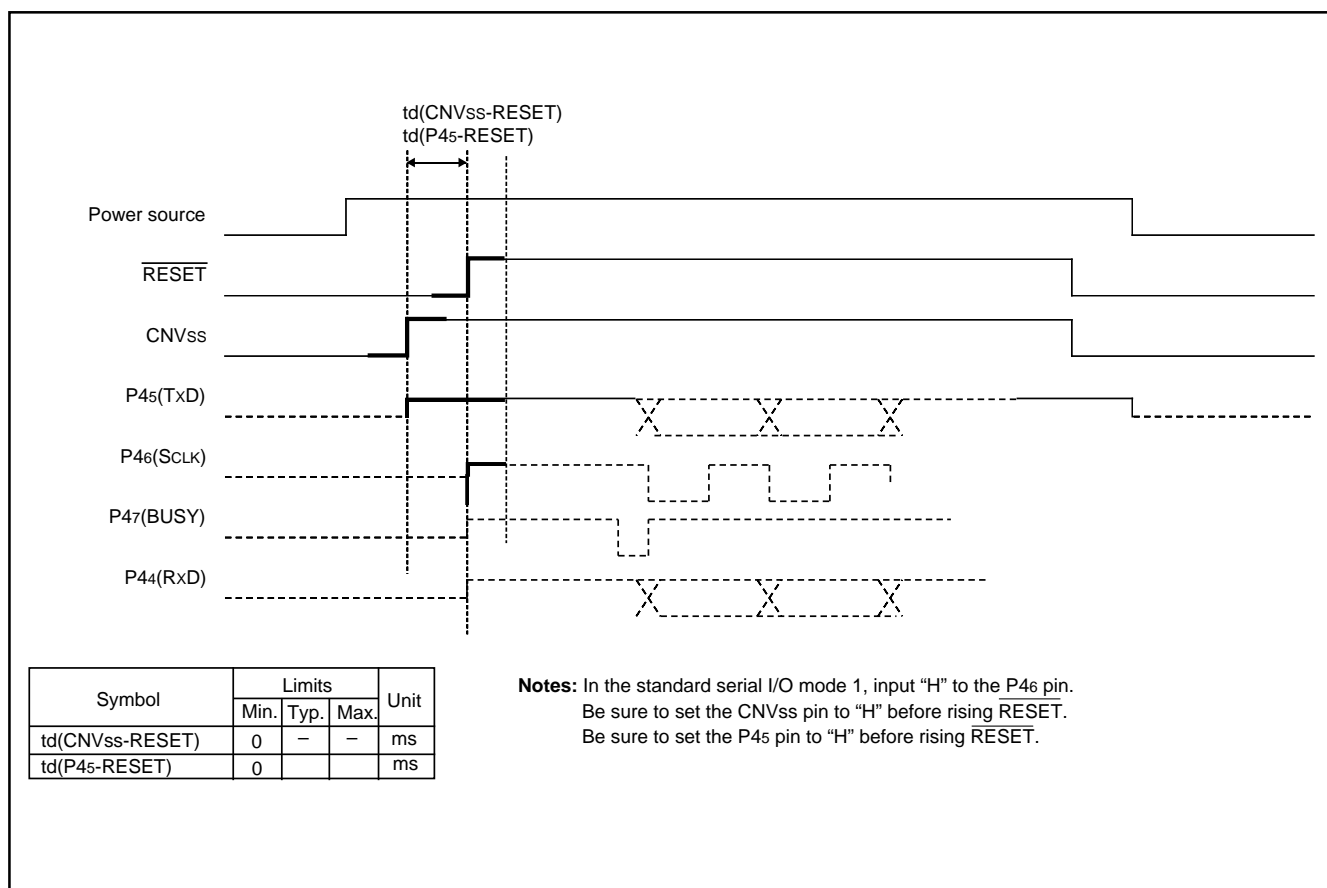 td(CNVss-RESET)
td(P45-RESET)
Power source
RESET
CNVss
P45(TxD)
P46(SCLK)
P47(BUSY)
P44(RxD)
Symbol Limits Unit
Min. Typ. Max.
td(CNVss-RESET) 0 – – ms
td(P45-RESET) 0 ms
Notes: In the standard serial I/O mode 1, input “H” to the P46 pin.
Be sure to set the CNVss pin to “H” before rising RESET.
Be sure to set the P45 pin to “H” before rising RESET.